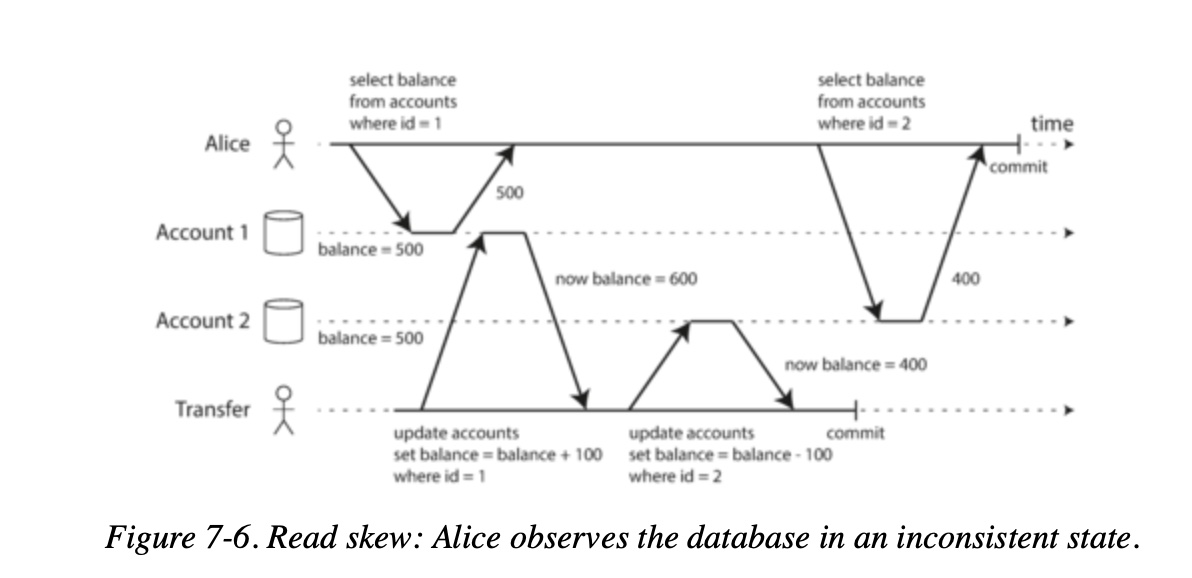 select balance
from accounts
where id = 1
select balance
from accounts
where id = 2
time
Alice
commit
500
Account 1
balance = 500
now balance = 600
400
Account 2
balance = 500
now balance = 400
Transfer
update accounts
set balance = balance + 100
where id = 1
update accounts
set balance = balance - 100
where id = 2
commit
Figure 7-6. Read skew: Alice observes the database in an inconsistent state.